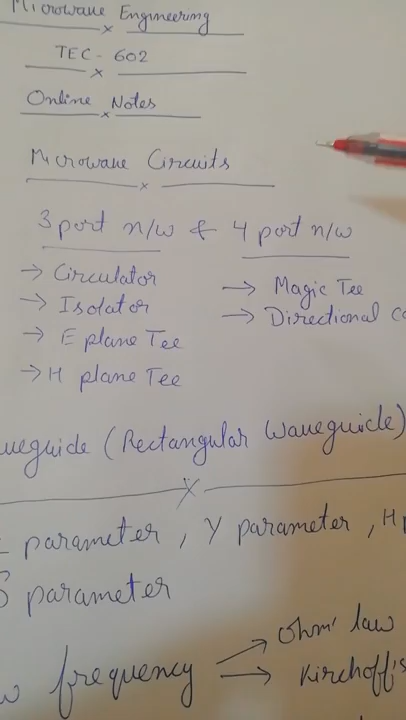 Microwave Engineering
TEC - 602
Online Notes
Microwave Circuits
3 port n/w & 4 port n/w
→ Circulator
→ Isolator
→ E plane Tee
→ H plane Tee
→ Magic Tee
→ Directional
(Rectangular Waveguide)
parameter, Y parameter, H
S parameter
frequency → Ohm' law
→ Kirchoff's